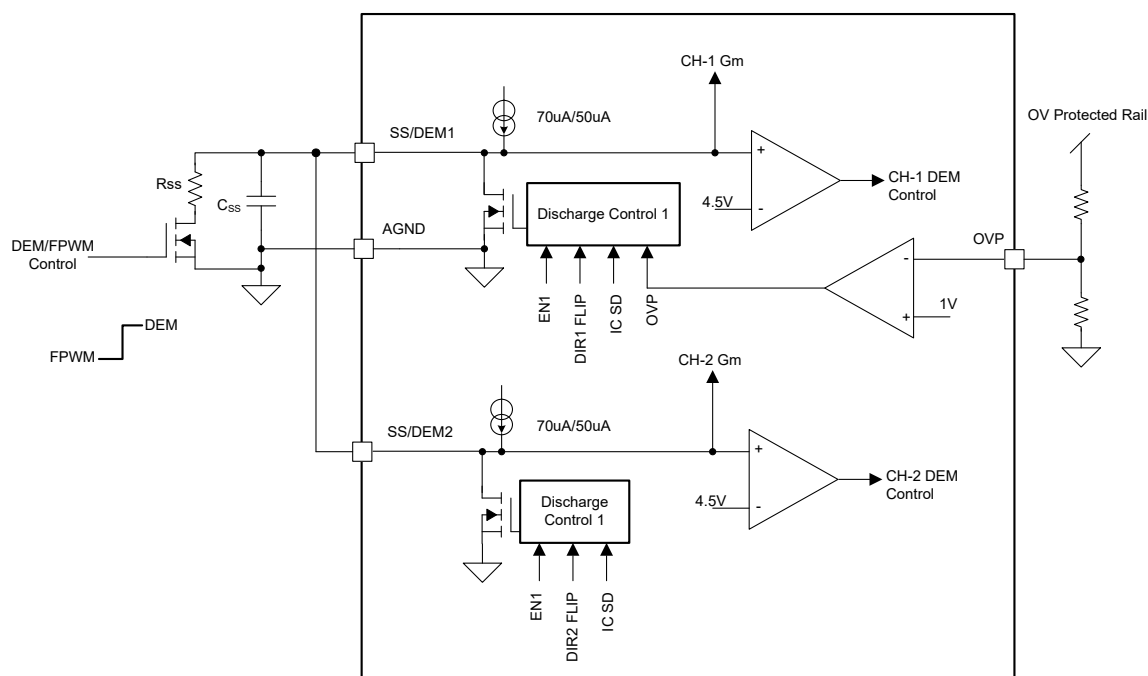 CH-1 Gm
70uA/50uA
SS/DEM1
OV Protected Rail
Rss
CSS
+
4.5V
-
CH-1 DEM
Control
AGND
Discharge Control 1
DEM/FPWM
Control
OVP
-
+
1V
EN1
DIR1 FLIP
IC SD
OVP
DEM
FPWM
CH-2 Gm
70uA/50uA
SS/DEM2
+
4.5V
-
CH-2 DEM
Control
Discharge
Control 1
EN1
DIR2 FLIP
IC SD